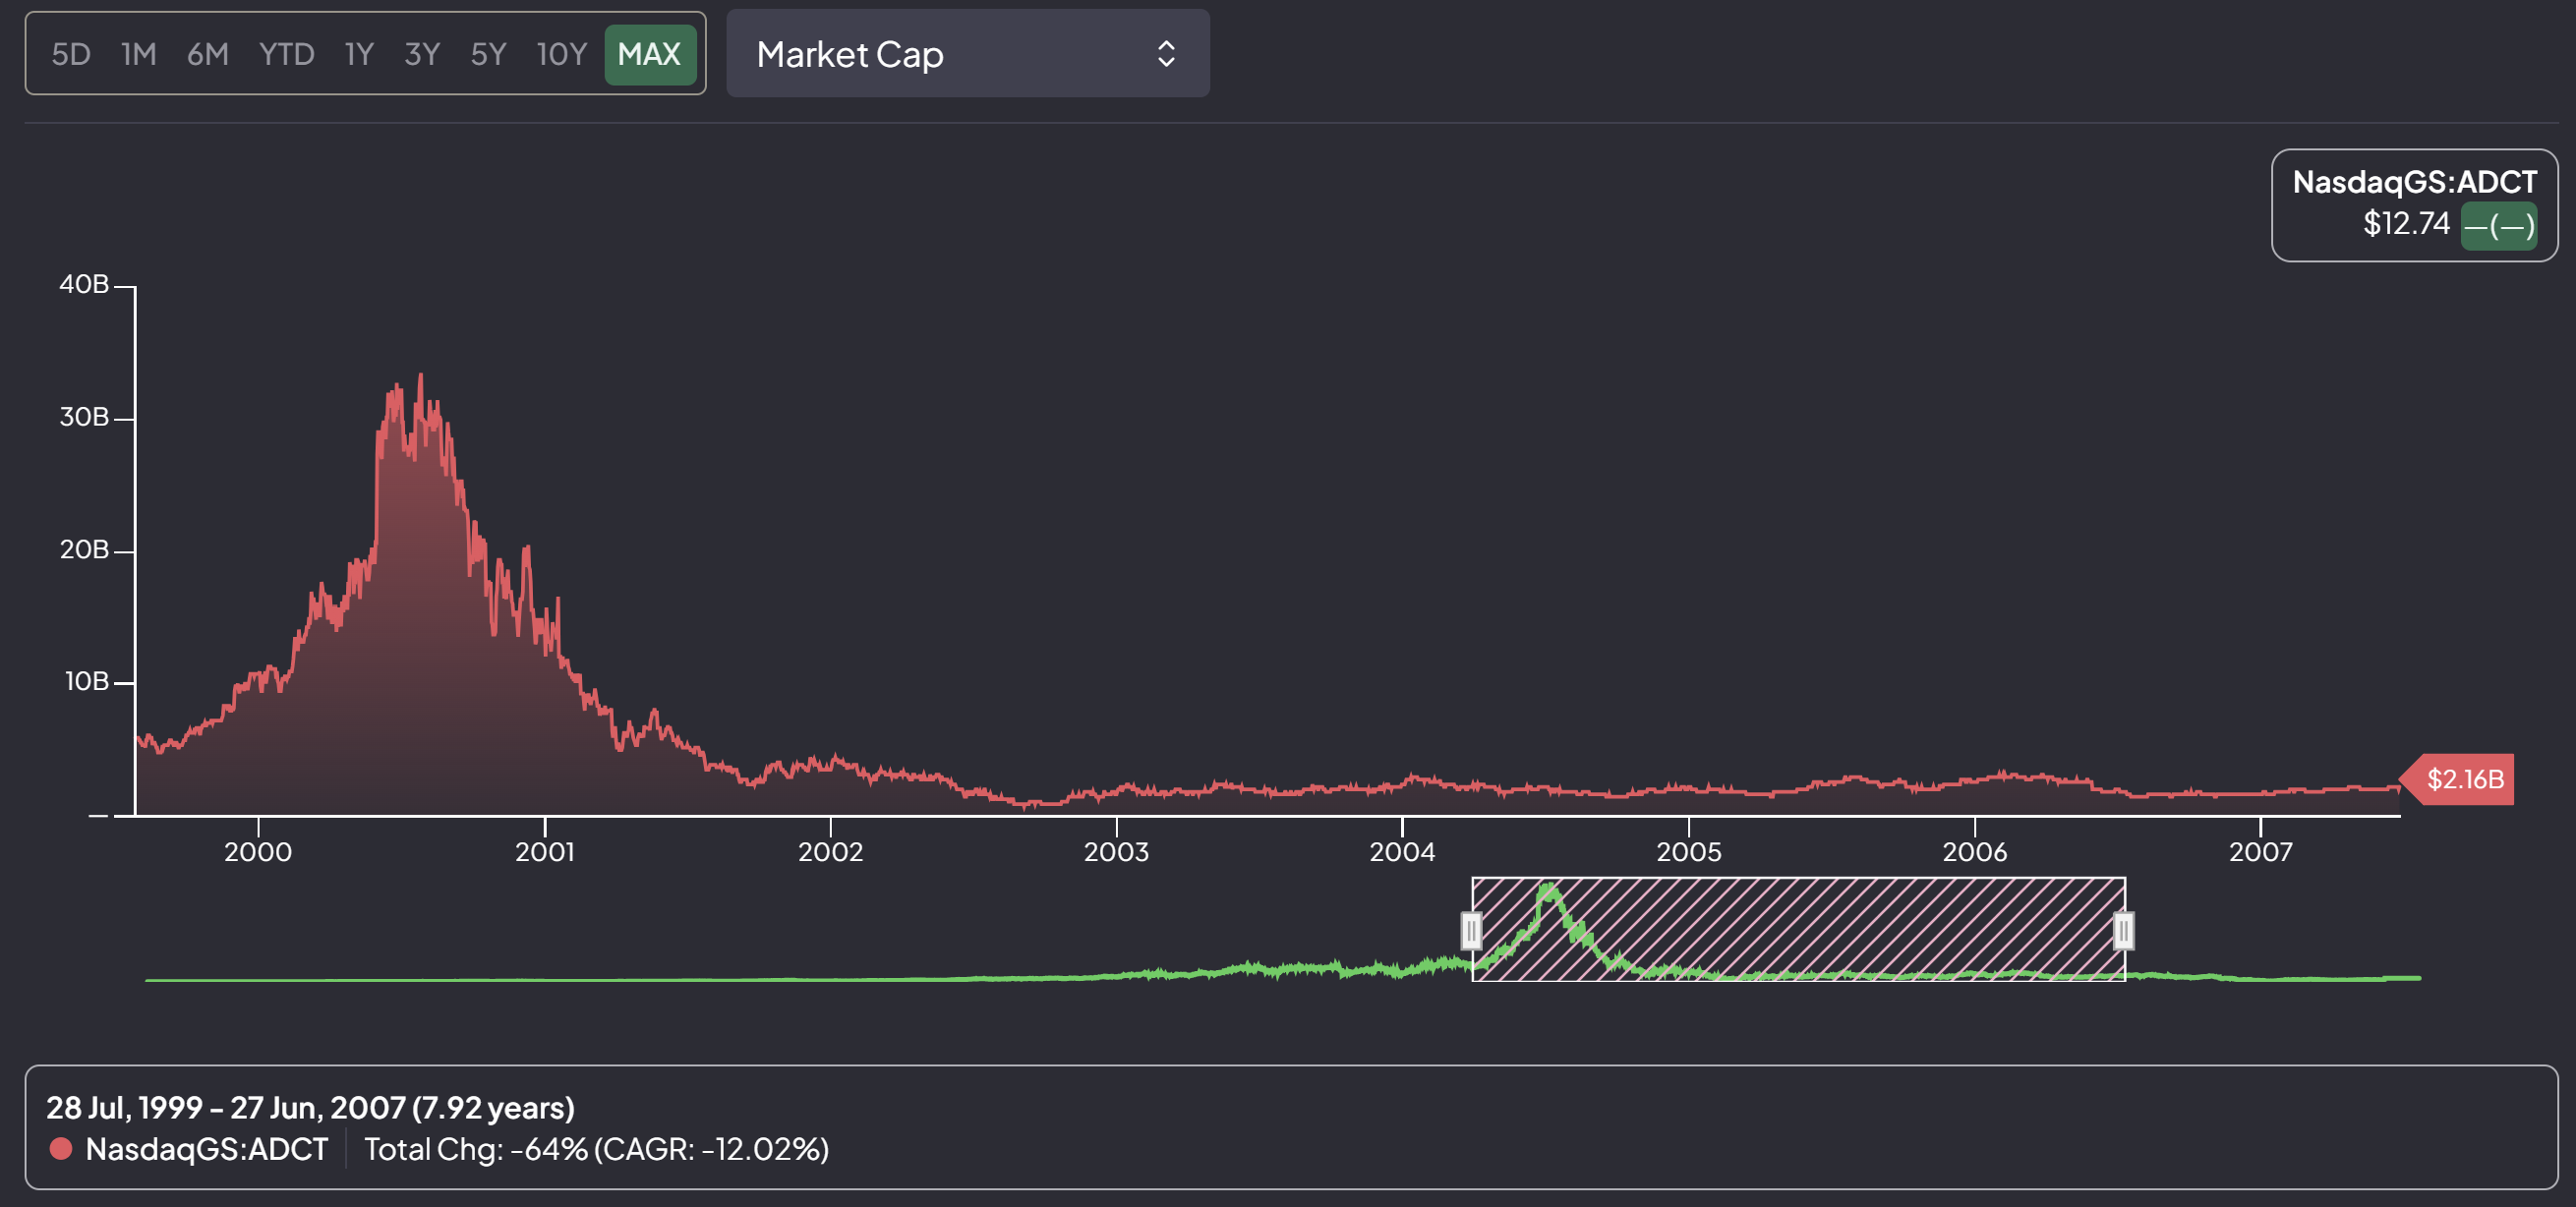 5D 1M 6M YTD 1Y 3Y 5Y 10Y MAX Market Cap
NasdaqGS:ADCT
$12.74 —(—)
40B
30B
20B
10B
$2.16B
—
2000 2001 2002 2003 2004 2005 2006 2007
28 Jul, 1999 - 27 Jun, 2007 (7.92 years)
NasdaqGS:ADCT Total Chg: -64% (CAGR: -12.02%)